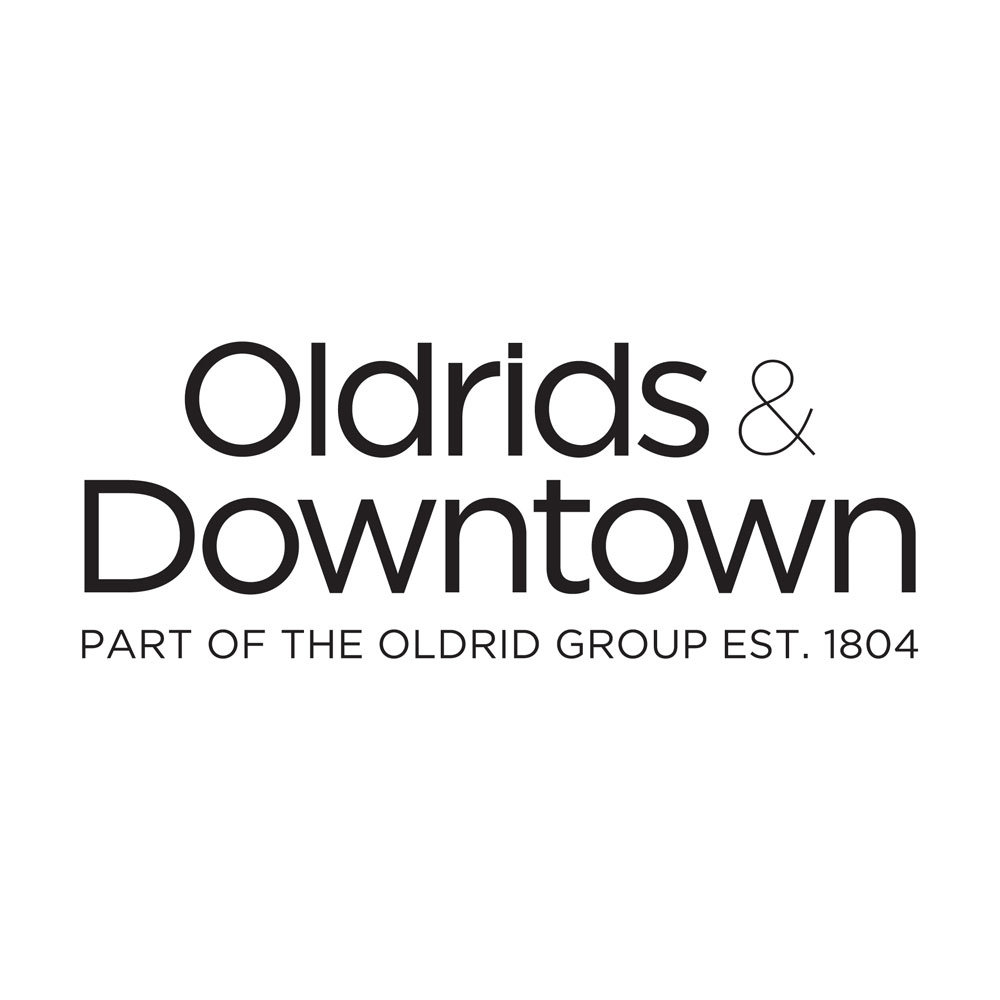 Oldrids &
Downtown
PART OF THE OLDRID GROUP EST. 1804